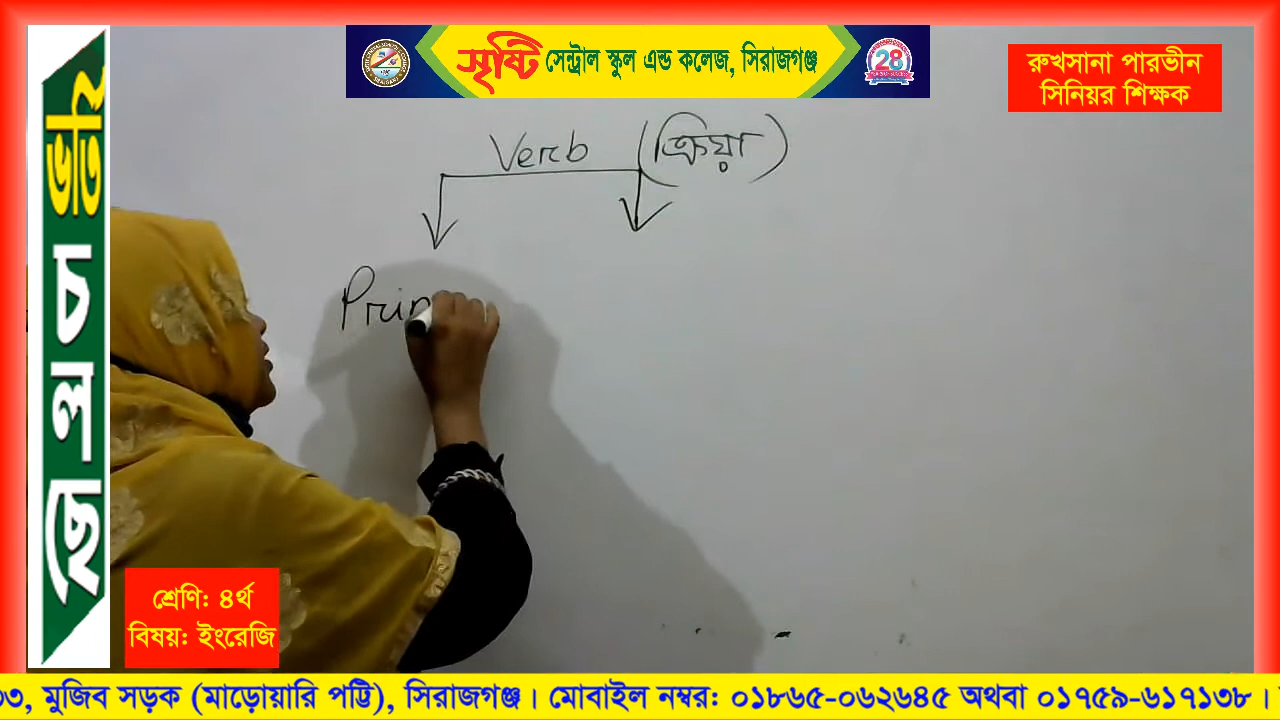 সৃষ্টি সেন্ট্রাল স্কুল এন্ড কলেজ, সিরাজগঞ্জ
28
রুখসানা পারভীন
সিনিয়র শিক্ষক
ভর্তি চলছে
Verb (ক্রিয়া)
Prin
শ্রেণি: ৪র্থ
বিষয়: ইংরেজি
৩, মুজিব সড়ক (মাড়োয়ারি পট্টি), সিরাজগঞ্জ। মোবাইল নম্বর: ০১৮৬৫-০৬২৬৪৫ অথবা ০১৭৫৯-৬১৭১৩৮।